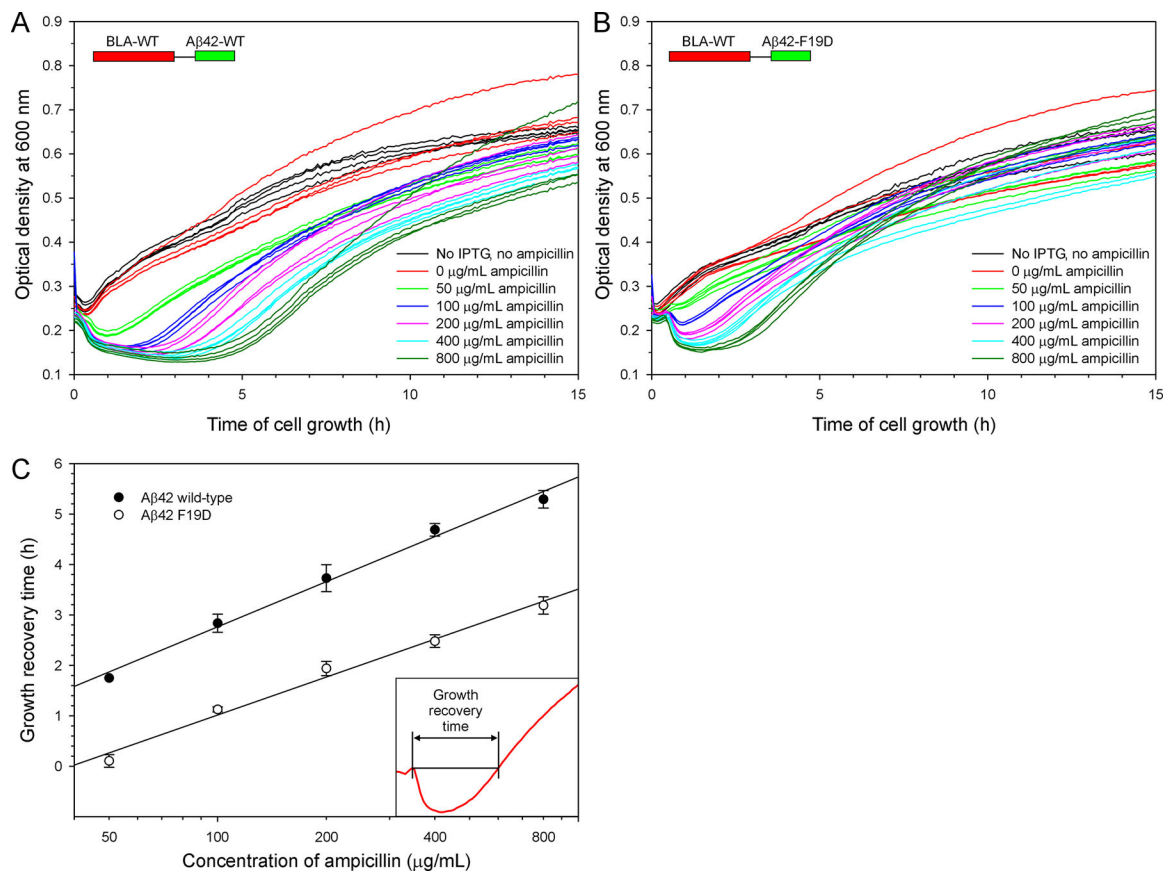 A
BLA-WT
Aβ42-WT
Optical density at 600 nm
0.9
0.8
0.7
0.6
0.5
0.4
0.3
0.2
0.1
No IPTG, no ampicillin
0 μg/mL ampicillin
50 μg/mL ampicillin
100 μg/mL ampicillin
200 μg/mL ampicillin
400 μg/mL ampicillin
800 μg/mL ampicillin
0 5 10 15
Time of cell growth (h)
B
BLA-WT
Aβ42-F19D
Optical density at 600 nm
0.9
0.8
0.7
0.6
0.5
0.4
0.3
0.2
0.1
No IPTG, no ampicillin
0 μg/mL ampicillin
50 μg/mL ampicillin
100 μg/mL ampicillin
200 μg/mL ampicillin
400 μg/mL ampicillin
800 μg/mL ampicillin
0 5 10 15
Time of cell growth (h)
C
Aβ42 wild-type
Aβ42 F19D
Growth recovery time (h)
6
5
4
3
2
1
0
Growth
recovery
time
50 100 200 400 800
Concentration of ampicillin (μg/mL)